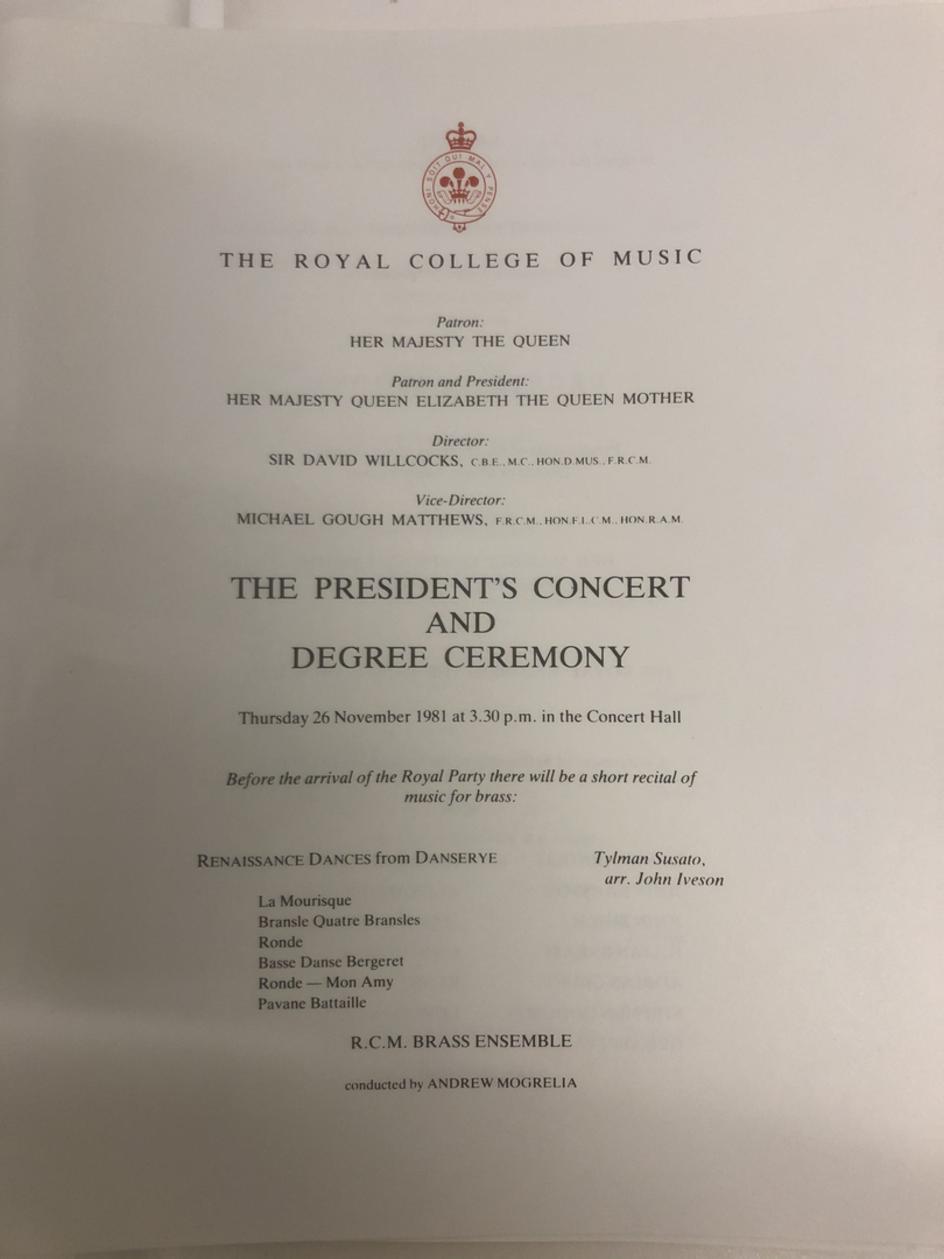 HONI SOIT QUI MAL Y PENSE
THE ROYAL COLLEGE OF MUSIC
Patron:
HER MAJESTY THE QUEEN
Patron and President:
HER MAJESTY QUEEN ELIZABETH THE QUEEN MOTHER
Director:
SIR DAVID WILLCOCKS, C.B.E., M.C., HON.D.MUS., F.R.C.M.
Vice-Director:
MICHAEL GOUGH MATTHEWS, F.R.C.M., HON.F.L.C.M., HON.R.A.M.
THE PRESIDENT'S CONCERT
AND
DEGREE CEREMONY
Thursday 26 November 1981 at 3.30 p.m. in the Concert Hall
Before the arrival of the Royal Party there will be a short recital of
music for brass:
RENAISSANCE DANCES from DANSERYE Tylman Susato,
arr. John Iveson
La Mourisque
Bransle Quatre Bransles
Ronde
Basse Danse Bergeret
Ronde — Mon Amy
Pavane Battaille
R.C.M. BRASS ENSEMBLE
conducted by ANDREW MOGRELIA